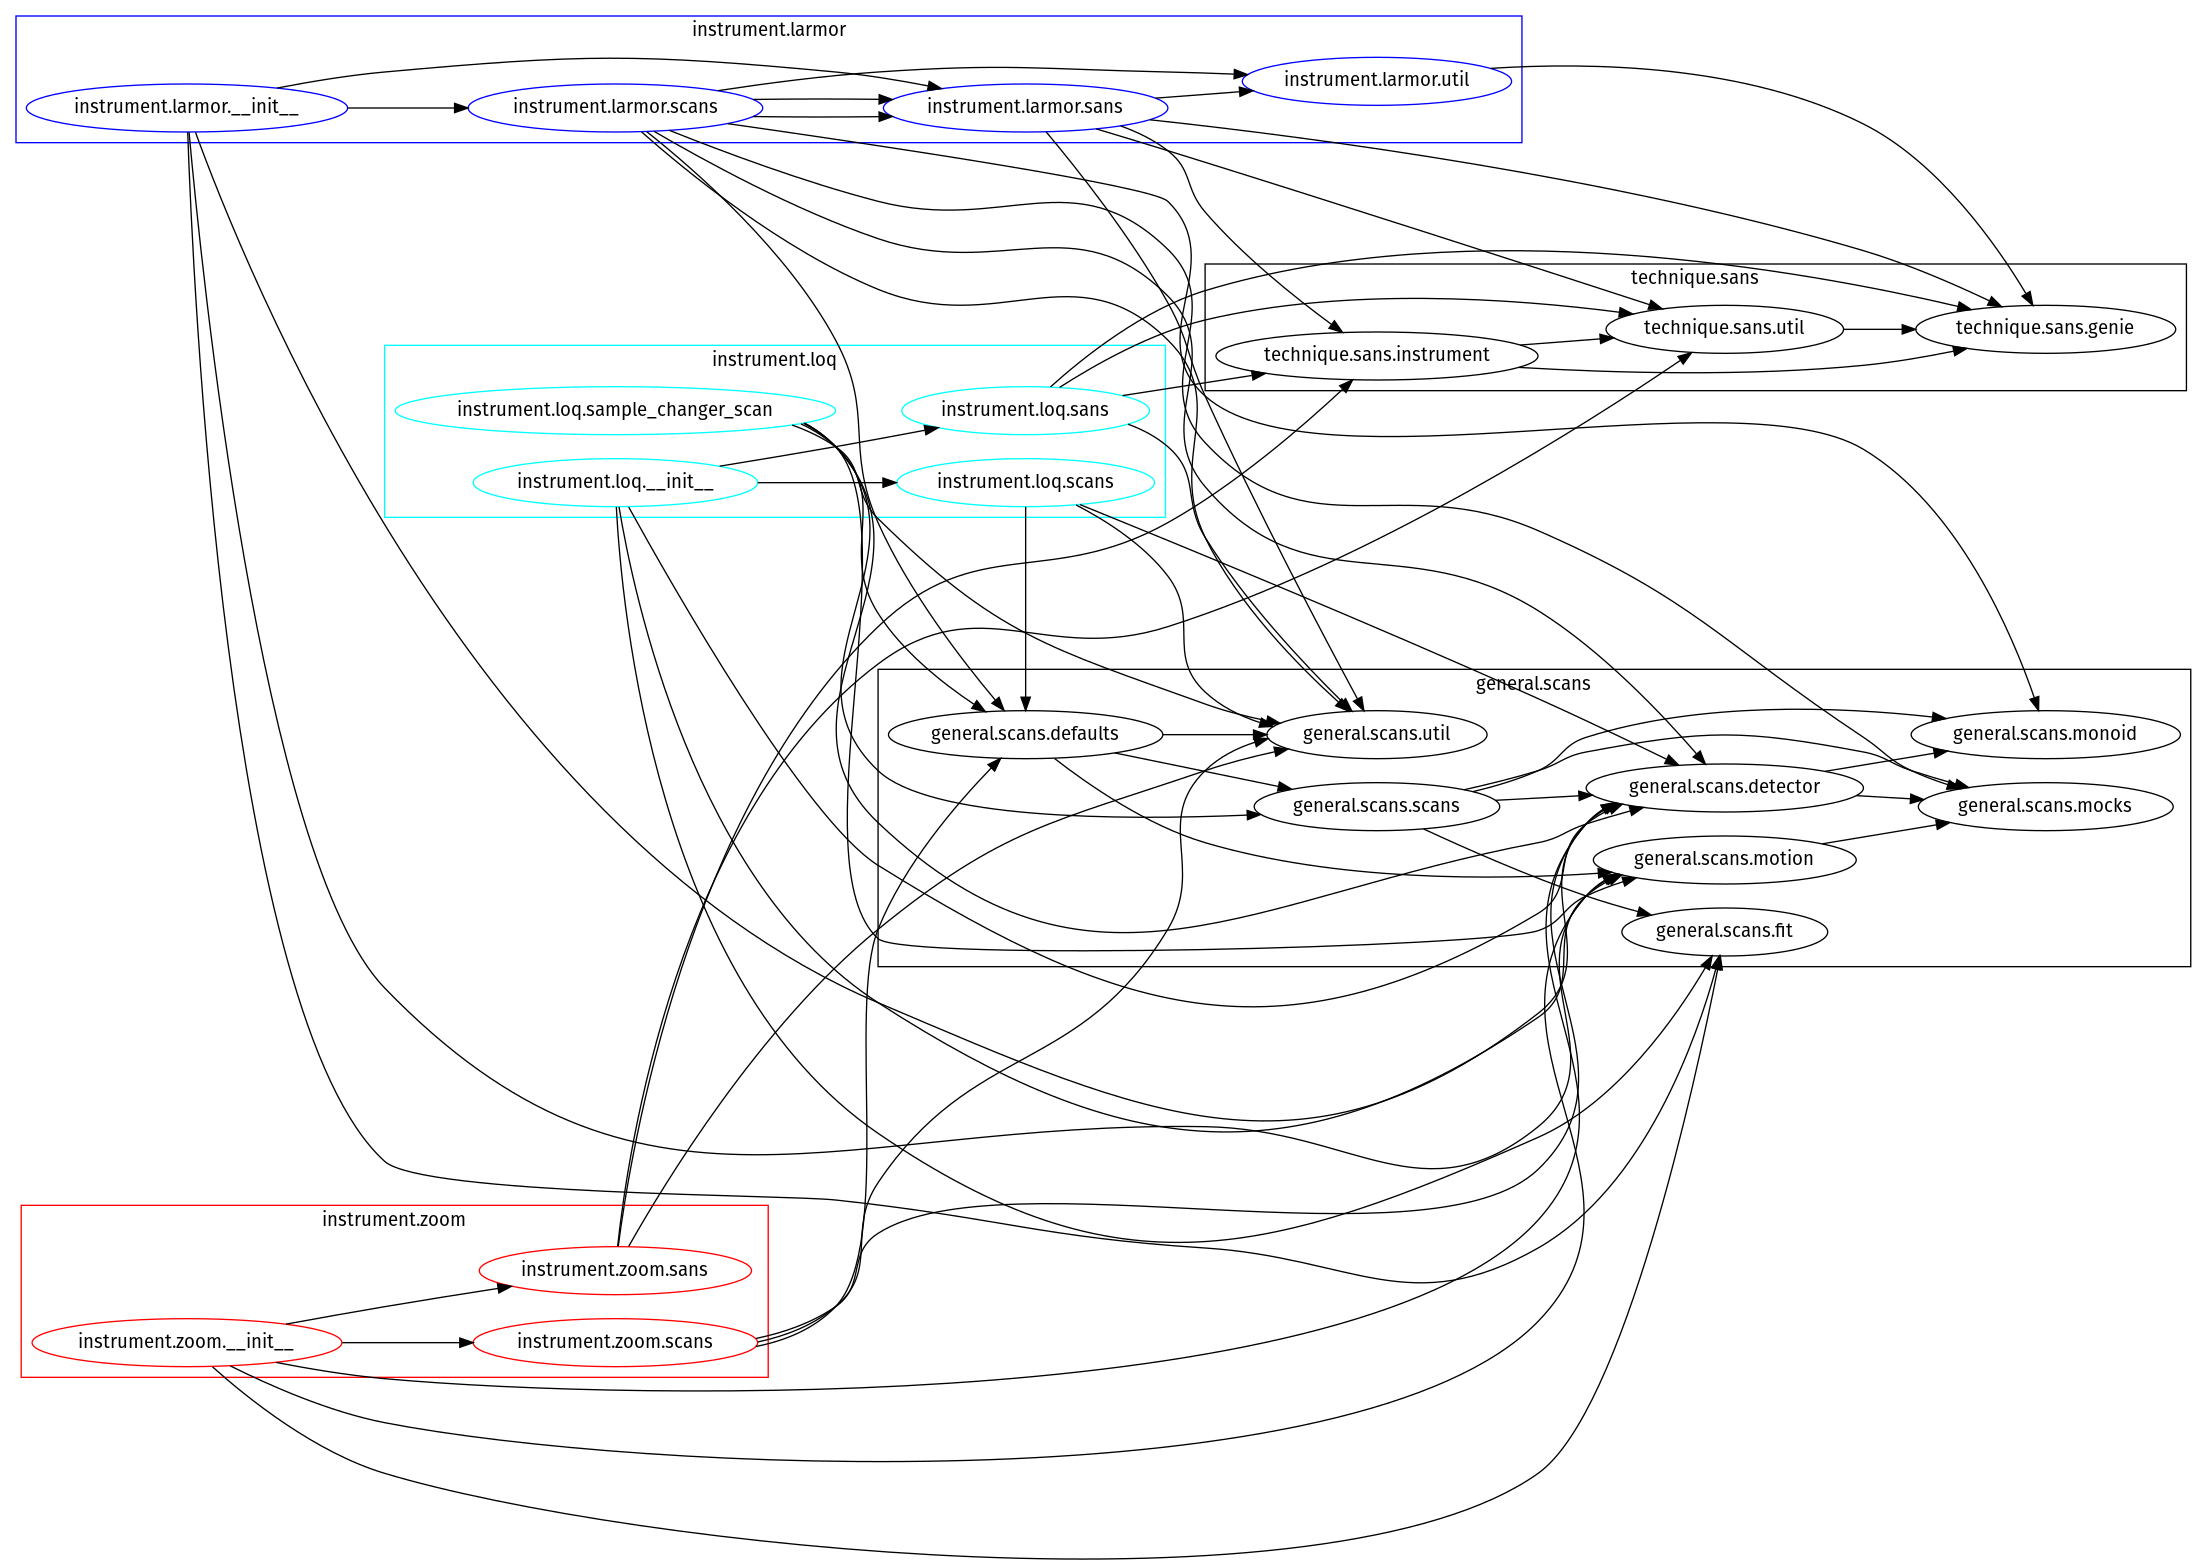 instrument.larmor
instrument.larmor.__init__
instrument.larmor.scans
instrument.larmor.sans
instrument.larmor.util
technique.sans
technique.sans.instrument
technique.sans.util
technique.sans.genie
instrument.loq
instrument.loq.sample_changer_scan
instrument.loq.sans
instrument.loq.__init__
instrument.loq.scans
general.scans
general.scans.defaults
general.scans.util
general.scans.monoid
general.scans.scans
general.scans.detector
general.scans.mocks
general.scans.motion
general.scans.fit
instrument.zoom
instrument.zoom.sans
instrument.zoom.__init__
instrument.zoom.scans